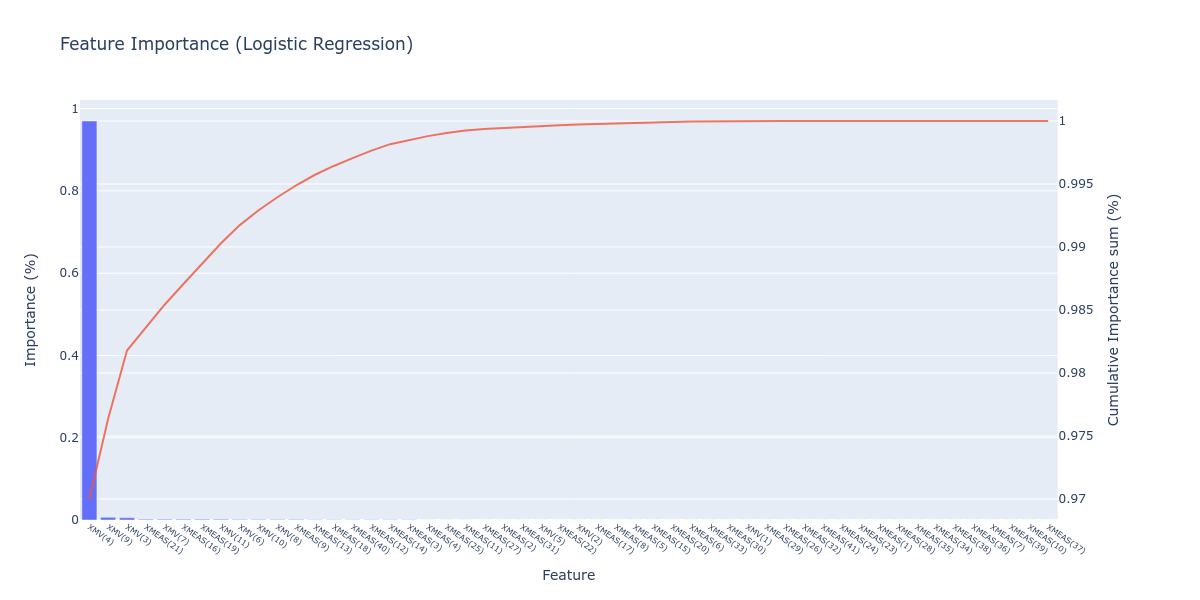 Feature Importance (Logistic Regression)
1
0.8
0.6
0.4
0.2
0
Importance (%)
1
0.995
0.99
0.985
0.98
0.975
0.97
Cumulative Importance sum (%)
XMV(4)
XMV(9)
XMV(3)
XMEAS(21)
XMV(7)
XMEAS(16)
XMEAS(19)
XMV(11)
XMV(6)
XMV(10)
XMV(8)
XMEAS(9)
XMEAS(13)
XMEAS(18)
XMEAS(40)
XMEAS(12)
XMEAS(14)
XMEAS(3)
XMEAS(4)
XMEAS(25)
XMEAS(11)
XMEAS(27)
XMEAS(2)
XMEAS(31)
XMV(5)
XMEAS(22)
XMV(2)
XMEAS(17)
XMEAS(8)
XMEAS(5)
XMEAS(15)
XMEAS(20)
XMEAS(6)
XMEAS(33)
XMEAS(30)
XMV(1)
XMEAS(29)
XMEAS(26)
XMEAS(32)
XMEAS(41)
XMEAS(24)
XMEAS(23)
XMEAS(1)
XMEAS(28)
XMEAS(35)
XMEAS(34)
XMEAS(38)
XMEAS(36)
XMEAS(7)
XMEAS(39)
XMEAS(10)
XMEAS(37)
Feature